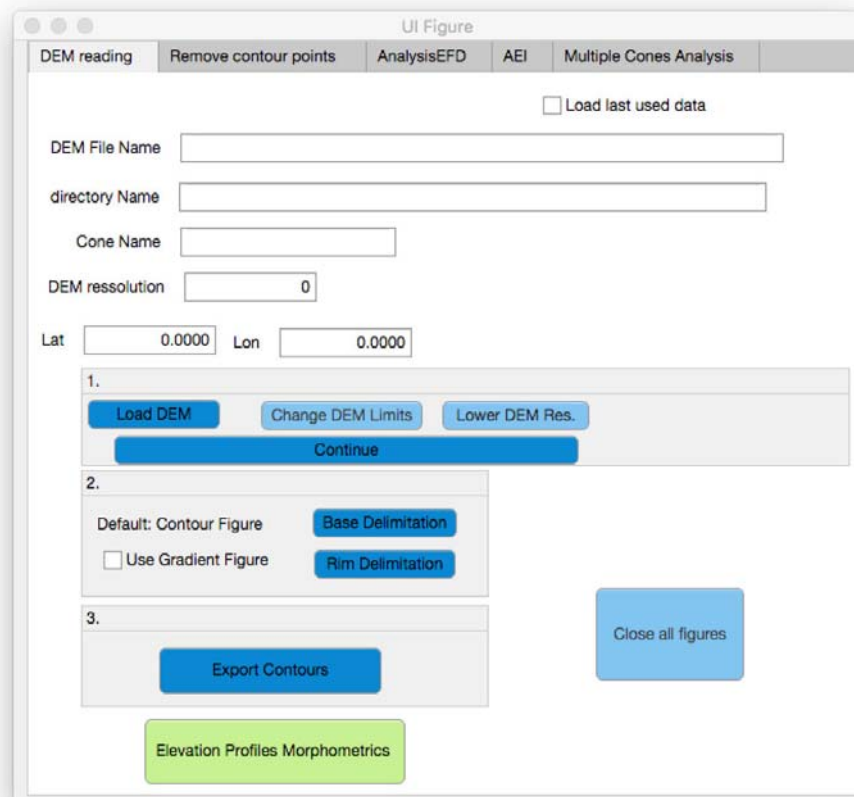 UI Figure
DEM reading Remove contour points AnalysisEFD AEI Multiple Cones Analysis
Load last used data
DEM File Name
directory Name
Cone Name
DEM ressolution 0
Lat 0.0000 Lon 0.0000
1.
Load DEM Change DEM Limits Lower DEM Res.
Continue
2.
Default: Contour Figure Base Delimitation
Use Gradient Figure Rim Delimitation
3.
Close all figures
Export Contours
Elevation Profiles Morphometrics